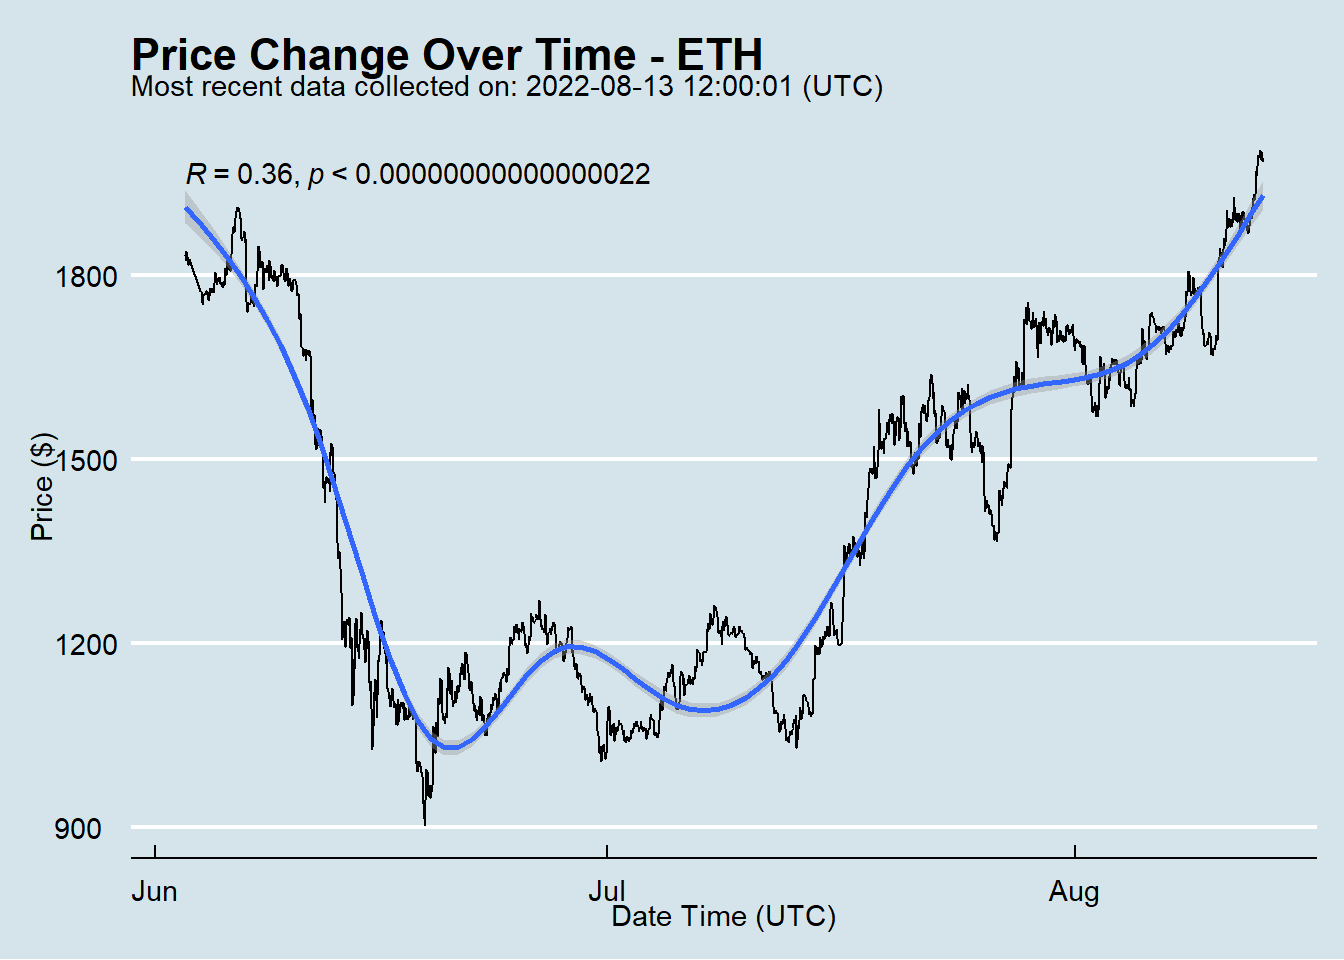 Price Change Over Time - ETH
Most recent data collected on: 2022-08-13 12:00:01 (UTC)
R = 0.36, p < 0.00000000000000022
1800
1500
1200
900
Price ($)
Jun
Jul
Aug
Date Time (UTC)